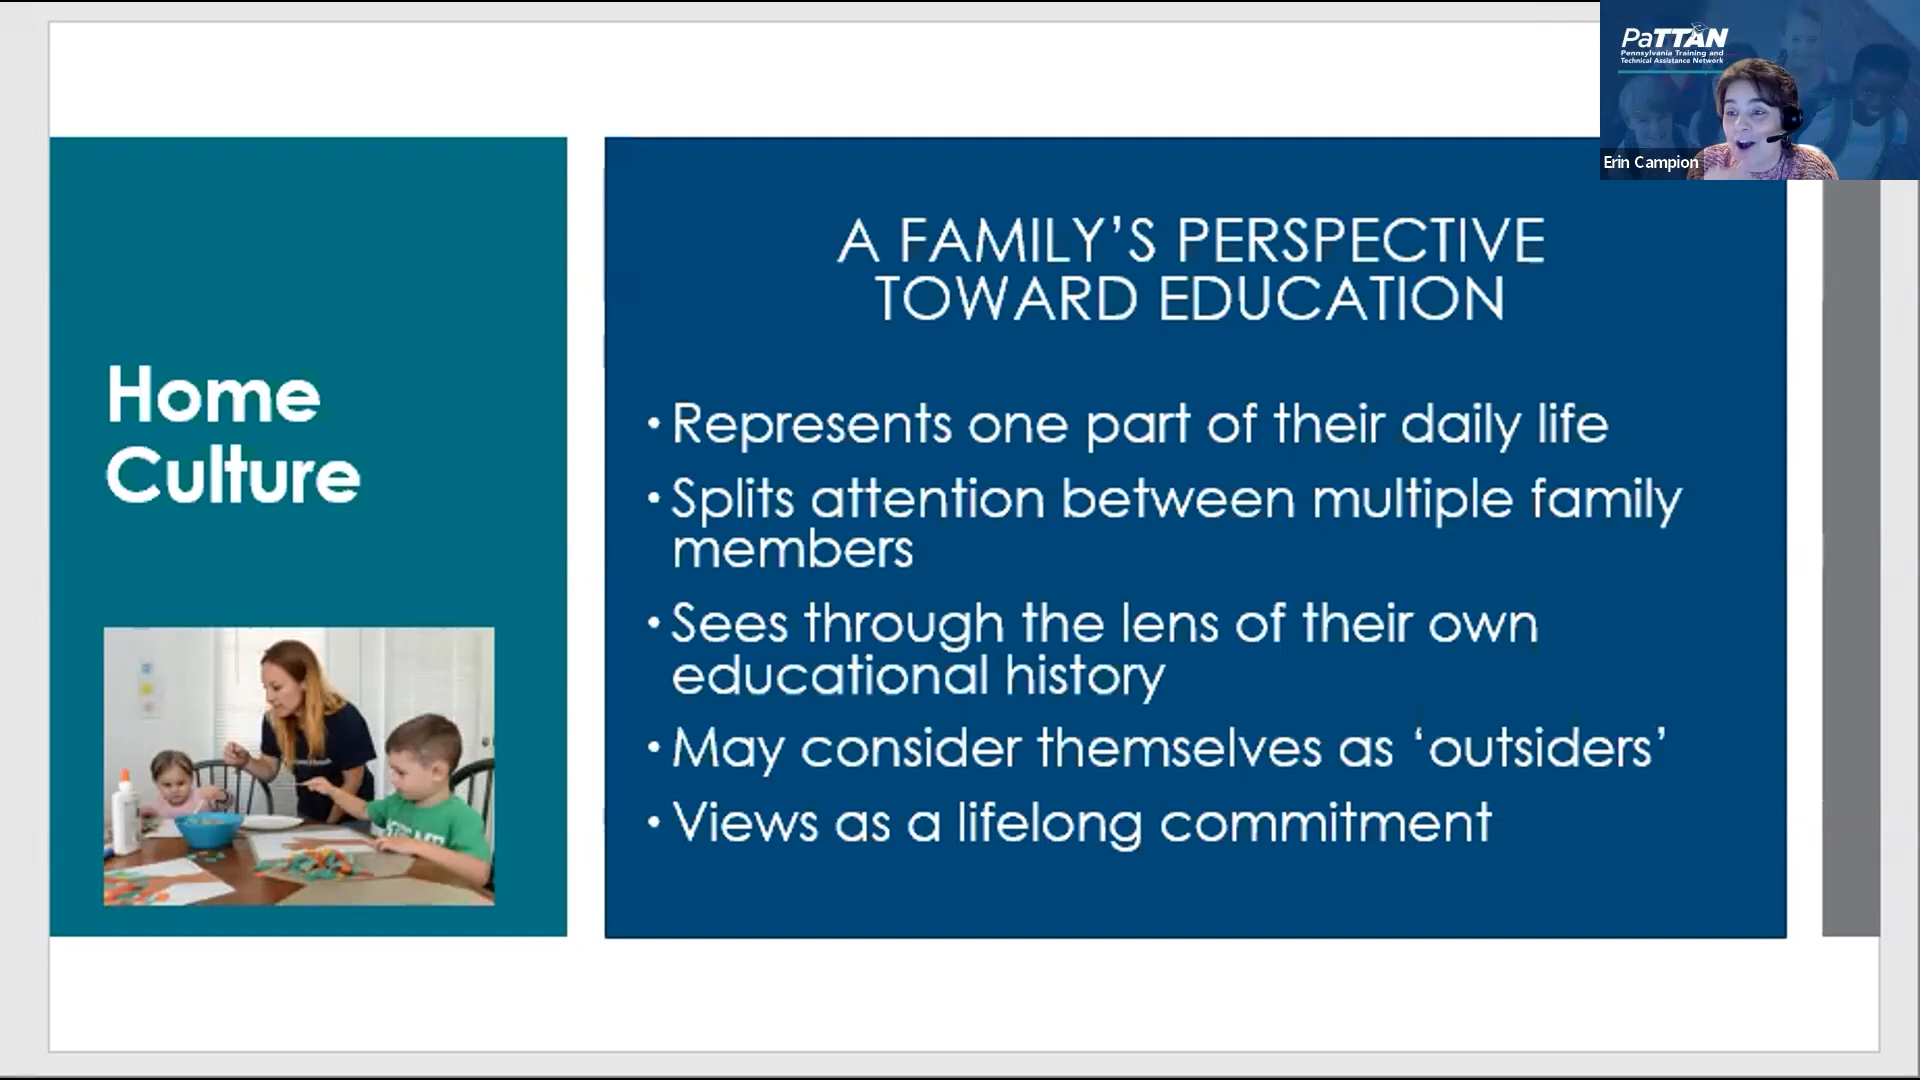 PaTTAN
Pennsylvania Training and
Technical Assistance Network
Erin Campion
Home
Culture
A FAMILY’S PERSPECTIVE
TOWARD EDUCATION
• Represents one part of their daily life
• Splits attention between multiple family
members
• Sees through the lens of their own
educational history
• May consider themselves as ‘outsiders’
• Views as a lifelong commitment